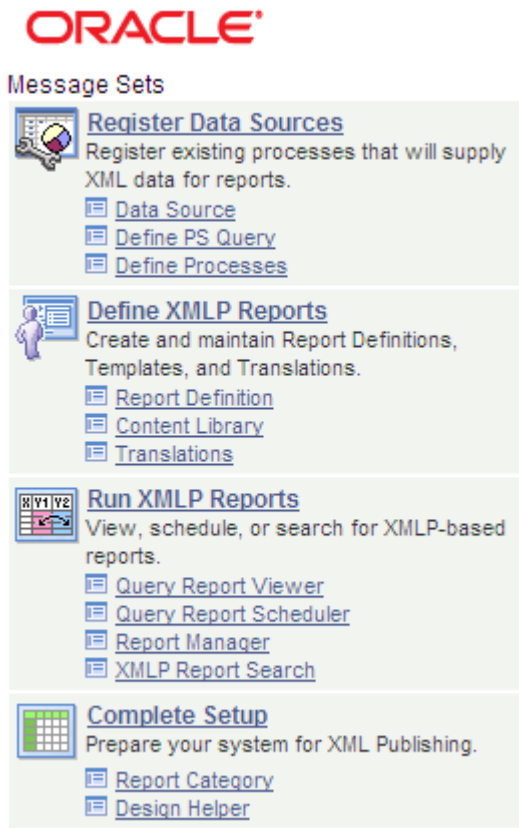 ORACLE
Message Sets
Register Data Sources
Register existing processes that will supply
XML data for reports.
Data Source
Define PS Query
Define Processes
Define XMLP Reports
Create and maintain Report Definitions,
Templates, and Translations.
Report Definition
Content Library
Translations
X Y1 Y2
Run XMLP Reports
View, schedule, or search for XMLP-based
reports.
Query Report Viewer
Query Report Scheduler
Report Manager
XMLP Report Search
Complete Setup
Prepare your system for XML Publishing.
Report Category
Design Helper